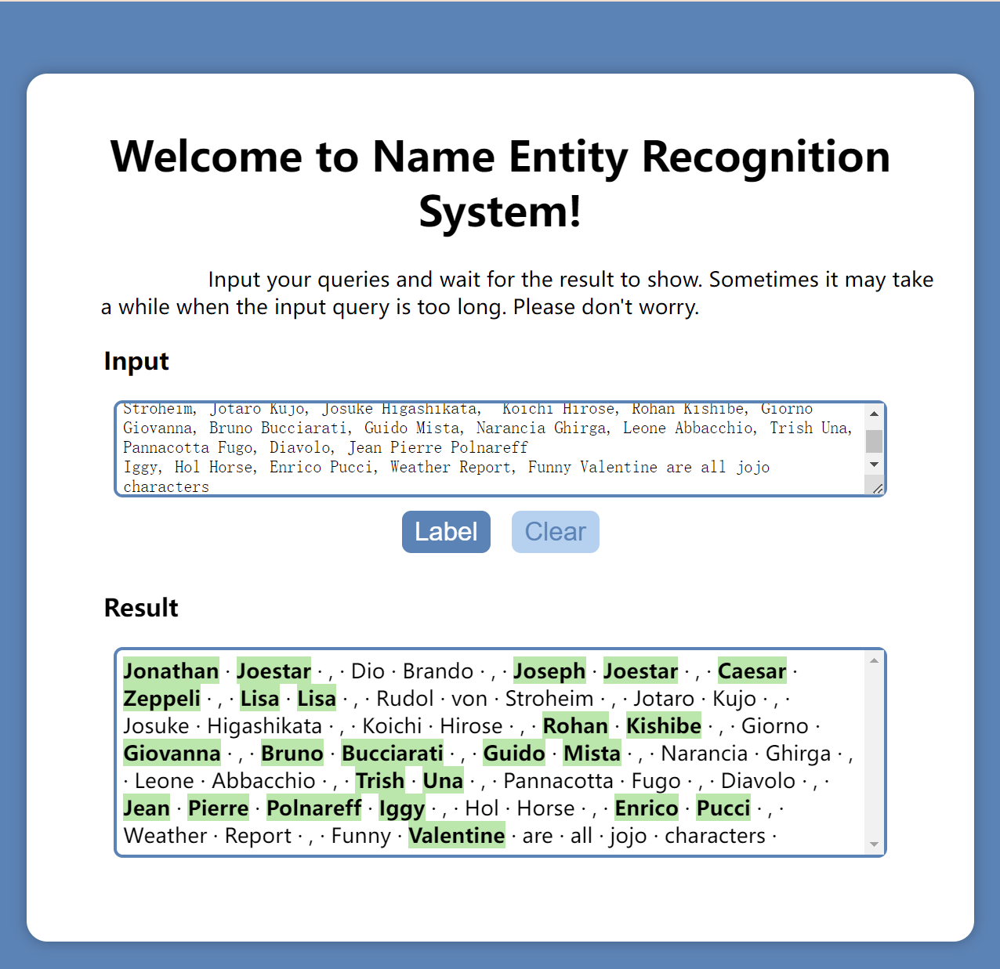 Welcome to Name Entity Recognition
System!
Input your queries and wait for the result to show. Sometimes it may take
a while when the input query is too long. Please don't worry.
Input
Stroheim, Jotaro Kujo, Josuke Higashikata,  Koichi Hirose, Rohan Kishibe, Giorno
Giovanna, Bruno Bucciarati, Guido Mista, Narancia Ghirga, Leone Abbacchio, Trish Una,
Pannacotta Fugo, Diavolo, Jean Pierre Polnareff
Iggy, Hol Horse, Enrico Pucci, Weather Report, Funny Valentine are all jojo
characters
Label Clear
Result
Jonathan · Joestar · , · Dio · Brando · , · Joseph · Joestar · , · Caesar ·
Zeppeli · , · Lisa · Lisa · , · Rudol · von · Stroheim · , · Jotaro · Kujo · , ·
Josuke · Higashikata · , · Koichi · Hirose · , · Rohan · Kishibe · , · Giorno ·
Giovanna · , · Bruno · Bucciarati · , · Guido · Mista · , · Narancia · Ghirga · ,
· Leone · Abbacchio · , · Trish · Una · , · Pannacotta · Fugo · , · Diavolo · , ·
Jean · Pierre · Polnareff · Iggy · , · Hol · Horse · , · Enrico · Pucci · , ·
Weather · Report · , · Funny · Valentine · are · all · jojo · characters ·